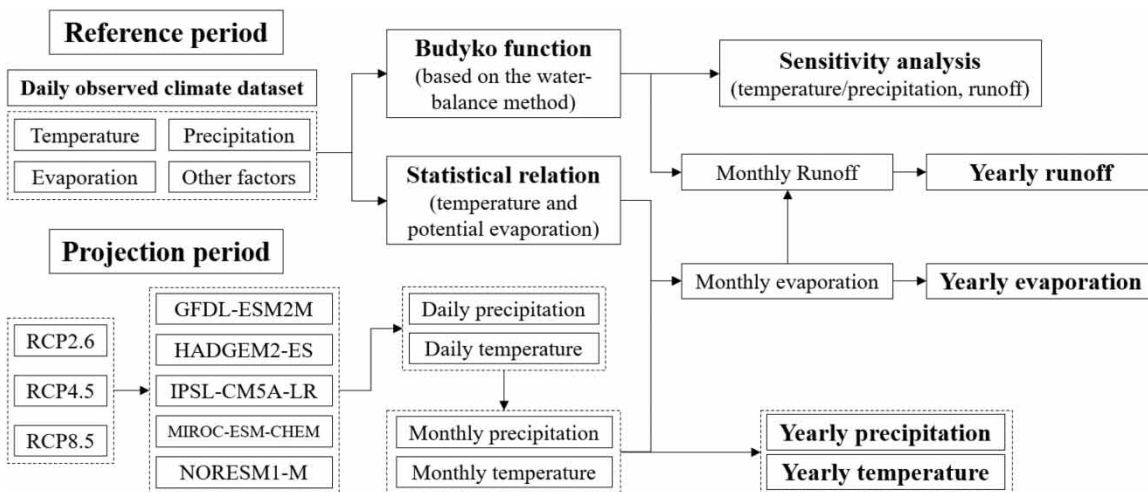 Reference period
Daily observed climate dataset
Temperature
Precipitation
Evaporation
Other factors
Budyko function
(based on the water-
balance method)
Statistical relation
(temperature and
potential evaporation)
Sensitivity analysis
(temperature/precipitation, runoff)
Monthly Runoff
Yearly runoff
Monthly evaporation
Yearly evaporation
Projection period
RCP2.6
RCP4.5
RCP8.5
GFDL-ESM2M
HADGEM2-ES
IPSL-CM5A-LR
MIROC-ESM-CHEM
NORESM1-M
Daily precipitation
Daily temperature
Monthly precipitation
Monthly temperature
Yearly precipitation
Yearly temperature